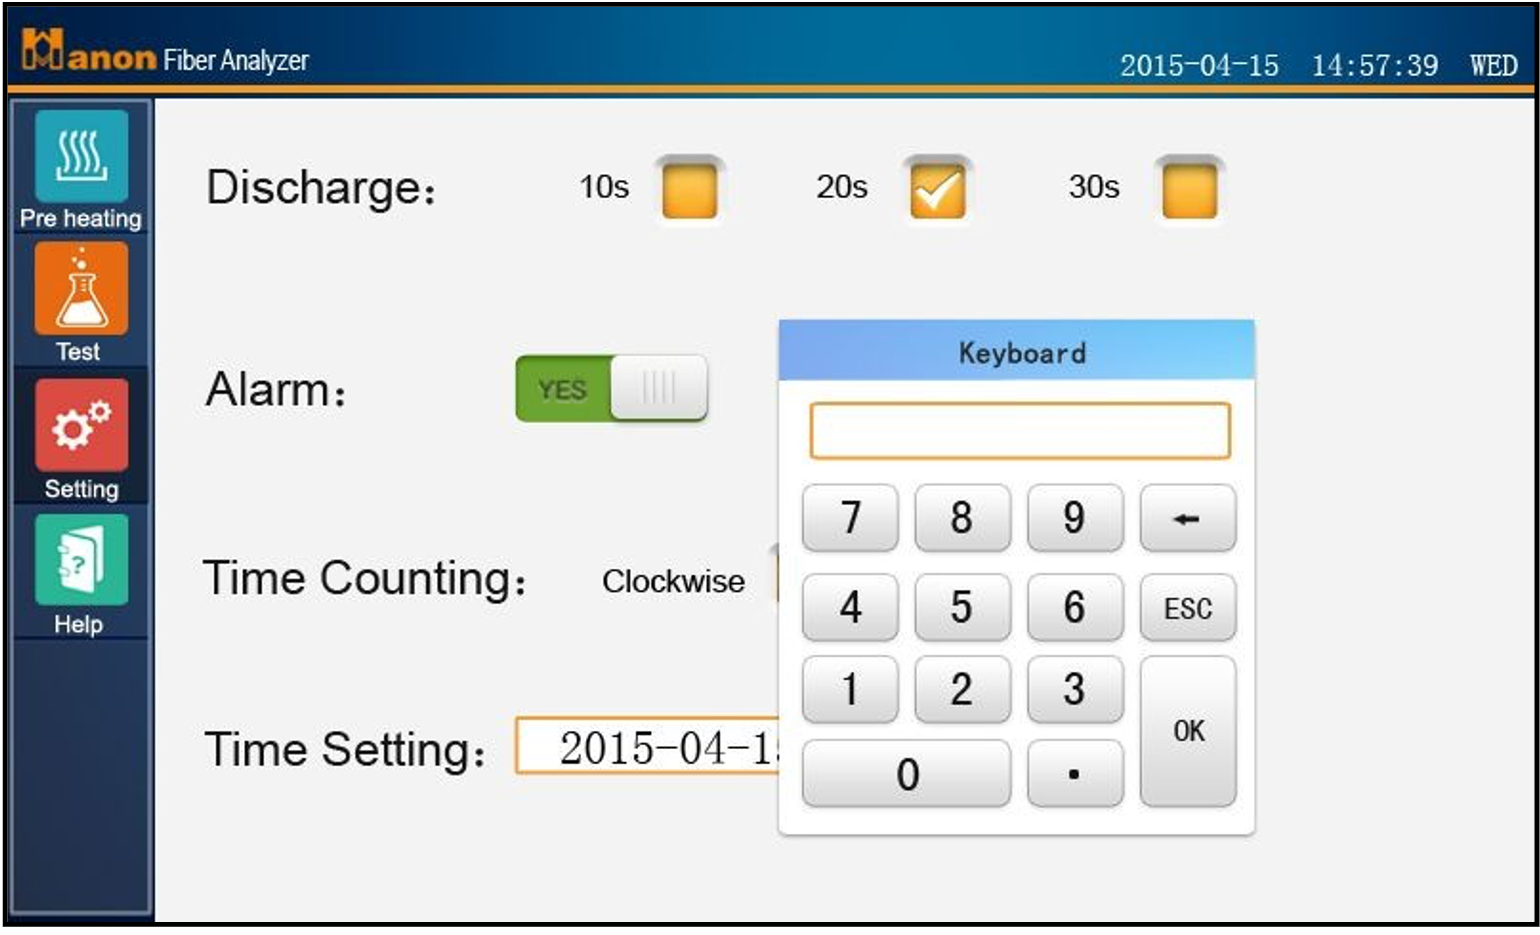 Hanon Fiber Analyzer
2015-04-15 14:57:39 WED
Pre heating
Test
Setting
Help
Discharge: 10s 20s 30s
Alarm: YES
Time Counting: Clockwise
Time Setting: 2015-04-1
Keyboard
7 8 9 ←
4 5 6 ESC
1 2 3 OK
0 .